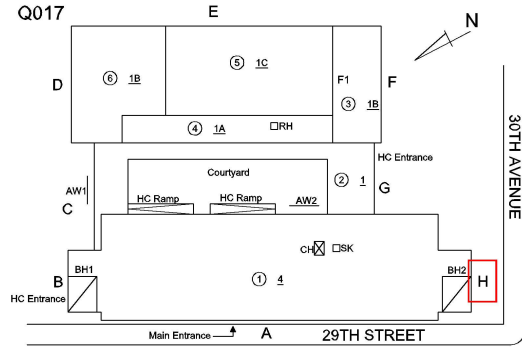 Q017
E
N
D
6 1B
5 1C
F1
F
3 1B
4 1A
RH
30TH AVENUE
HC Entrance
Courtyard
2 1
AW1
HC Ramp
HC Ramp
AW2
G
C
CH
SK
BH1
BH2
B
1 4
H
HC Entrance
Main Entrance
A
29TH STREET